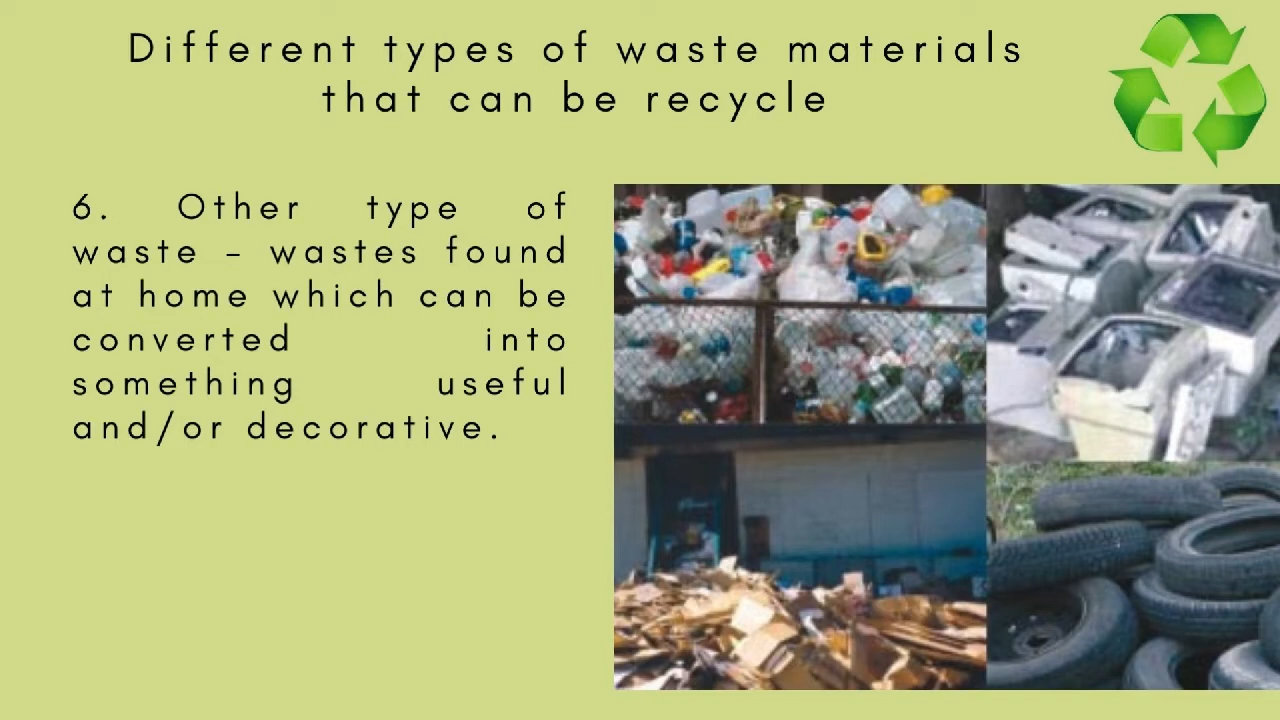 Different types of waste materials
that can be recycle
6. Other type of
waste – wastes found
at home which can be
converted into
something useful
and/or decorative.